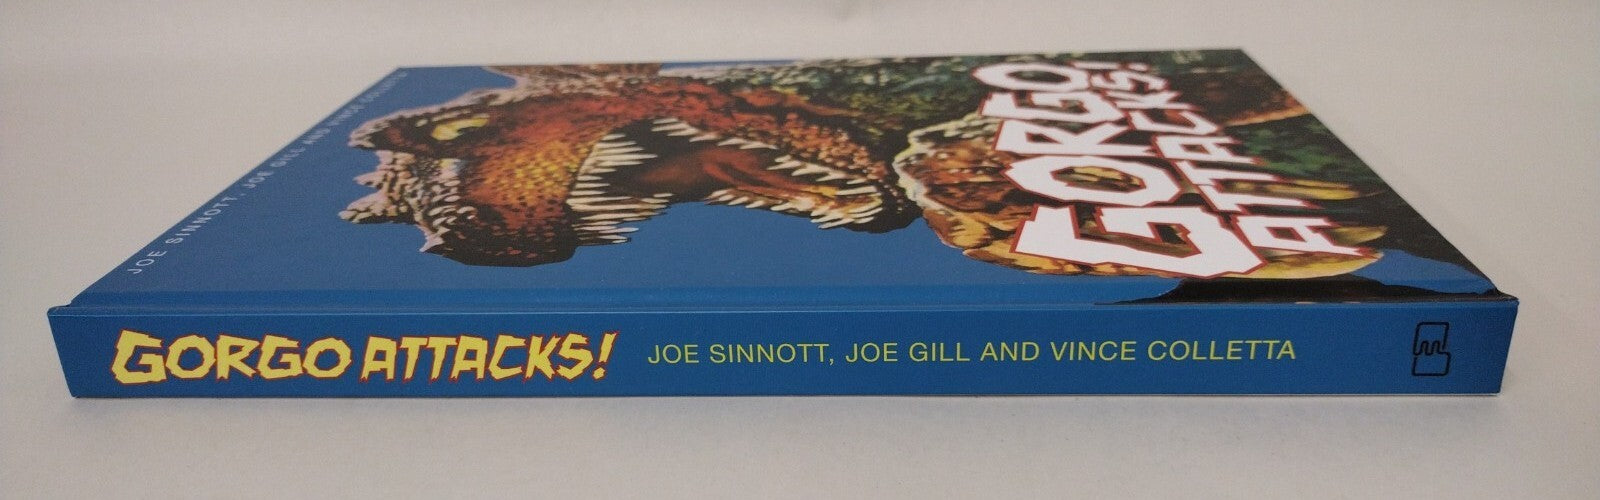 JOE SINNOTT, JOE GILL AND VINCE COLLETTA
GORGO
ATTACKS!
GORGO ATTACKS! JOE SINNOTT, JOE GILL AND VINCE COLLETTA